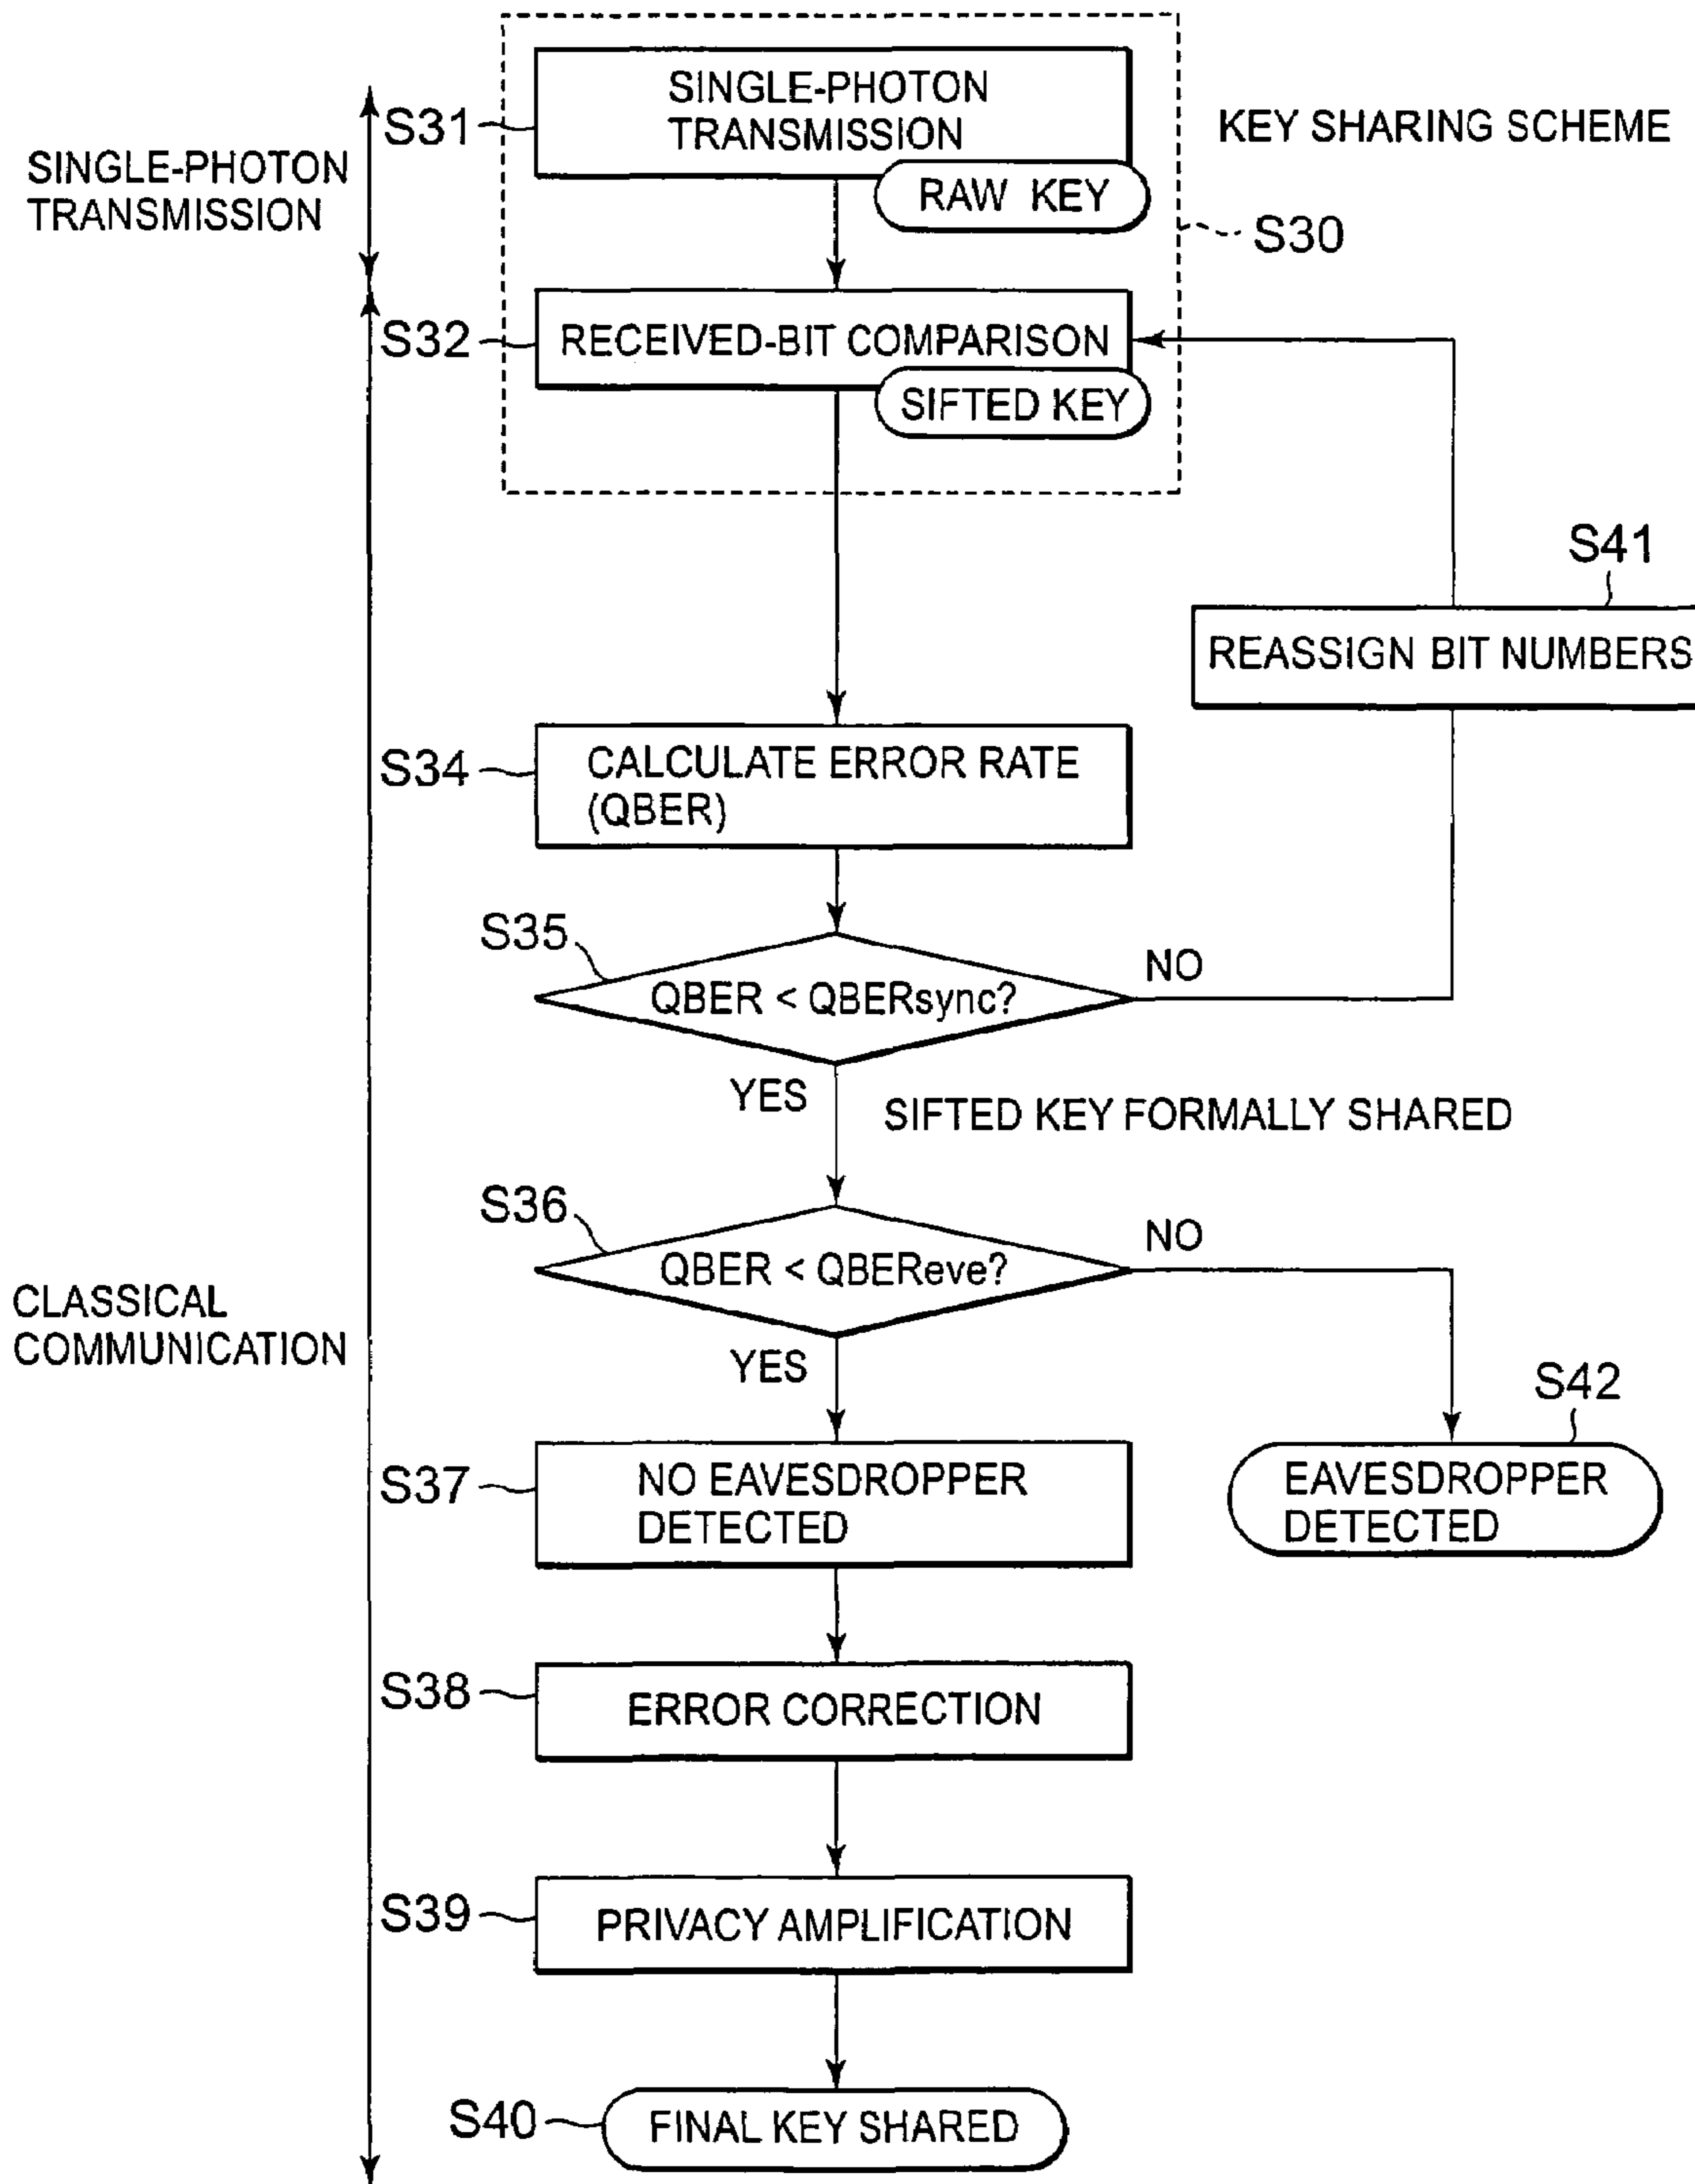 SINGLE-PHOTON
TRANSMISSION
S31
SINGLE-PHOTON
TRANSMISSION
RAW KEY
KEY SHARING SCHEME
S30
S32
RECEIVED-BIT COMPARISON
SIFTED KEY
S41
REASSIGN BIT NUMBERS
S34
CALCULATE ERROR RATE
(QBER)
S35
QBER < QBERsync?
NO
YES
SIFTED KEY FORMALLY SHARED
S36
QBER < QBEReve?
NO
YES
CLASSICAL
COMMUNICATION
S42
EAVESDROPPER
DETECTED
S37
NO EAVESDROPPER
DETECTED
S38
ERROR CORRECTION
S39
PRIVACY AMPLIFICATION
S40
FINAL KEY SHARED